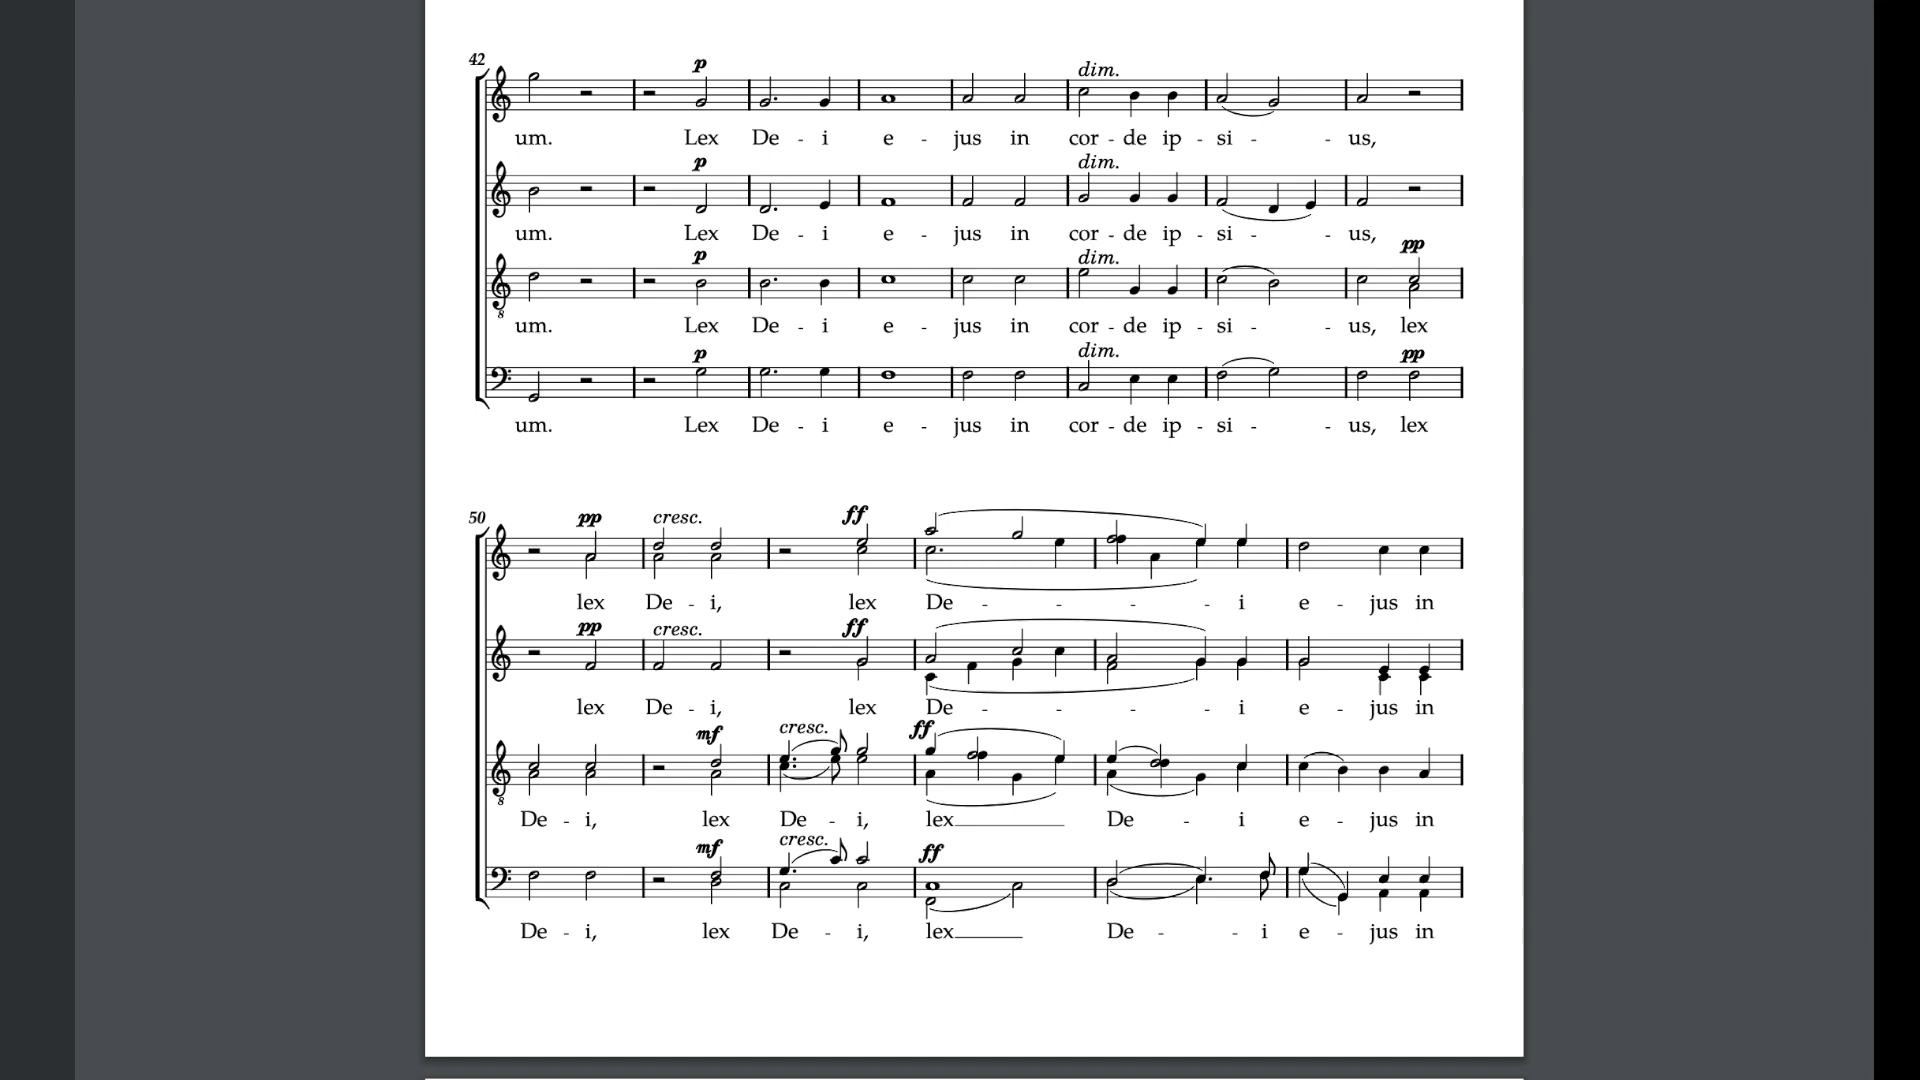 42
p
dim.
um. Lex De - i e - jus in cor - de ip - si - - us,
p
dim.
um. Lex De - i e - jus in cor - de ip - si - - us,
p
dim.
pp
8
um. Lex De - i e - jus in cor - de ip - si - - us, lex
p
dim.
pp
um. Lex De - i e - jus in cor - de ip - si - - us, lex
50
pp
cresc.
ff
lex De - i, lex De - - - - i e - jus in
pp
cresc.
ff
lex De - i, lex De - - - - i e - jus in
mf
cresc.
ff
8
De - i, lex De - i, lex De - i e - jus in
mf
cresc.
ff
De - i, lex De - i, lex De - - i e - jus in